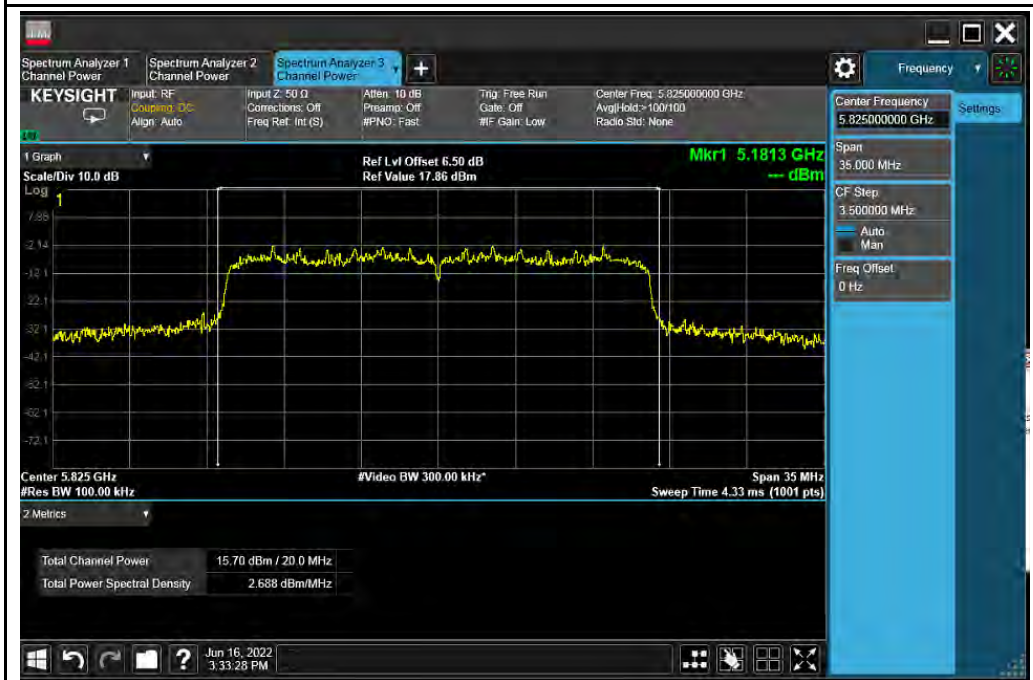 Spectrum Analyzer 1
Channel Power
Spectrum Analyzer 2
Channel Power
Spectrum Analyzer 3
Channel Power
Frequency
KEYSIGHT
Input: RF
Coupling: DC
Align: Auto
Input Z: 50 Ω
Corrections: Off
Freq Ref: Int (S)
Atten: 10 dB
Preamp: Off
#PNO: Fast
Trig: Free Run
Gate: Off
#IF Gain: Low
Center Freq: 5.825000000 GHz
Avg|Hold:>100/100
Radio Std: None
Center Frequency
5.825000000 GHz
Settings
Span
35.000 MHz
CF Step
3.500000 MHz
Auto
Man
Freq Offset
0 Hz
1 Graph
Scale/Div 10.0 dB
Ref Lvl Offset 6.50 dB
Ref Value 17.86 dBm
Mkr1 5.1813 GHz
--- dBm
Log
1
7.86
-2.14
-12.1
-22.1
-32.1
-42.1
-52.1
-62.1
-72.1
Center 5.825 GHz
#Video BW 300.00 kHz*
Span 35 MHz
#Res BW 100.00 kHz
Sweep Time 4.33 ms (1001 pts)
2 Metrics
Total Channel Power
15.70 dBm / 20.0 MHz
Total Power Spectral Density
2.688 dBm/MHz
?
Jun 16, 2022
3:33:28 PM